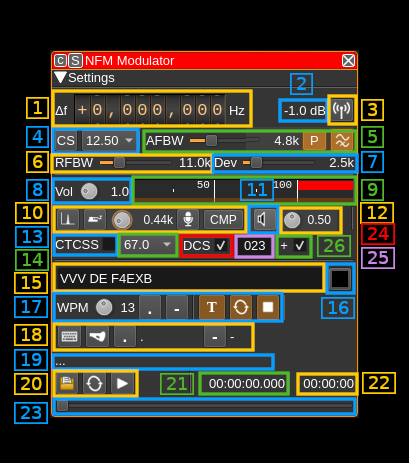 C S NFM Modulator
Settings
2
1 Δf +0,000,000 Hz -1.0 dB 3
4 CS 12.50 AFBW 4.8k P 5
6 RFBW 11.0k Dev 2.5k 7
8 Vol 1.0 50 11 100 9
10 0.44k CMP 0.50 12
13 CTCSS 67.0 DCS 023 + 26 24
14 25
15 VVV DE F4EXB 16
17 WPM 13 . - T
18 . . - -
19 ...
20 21 00:00:00.000 00:00:00 22
23